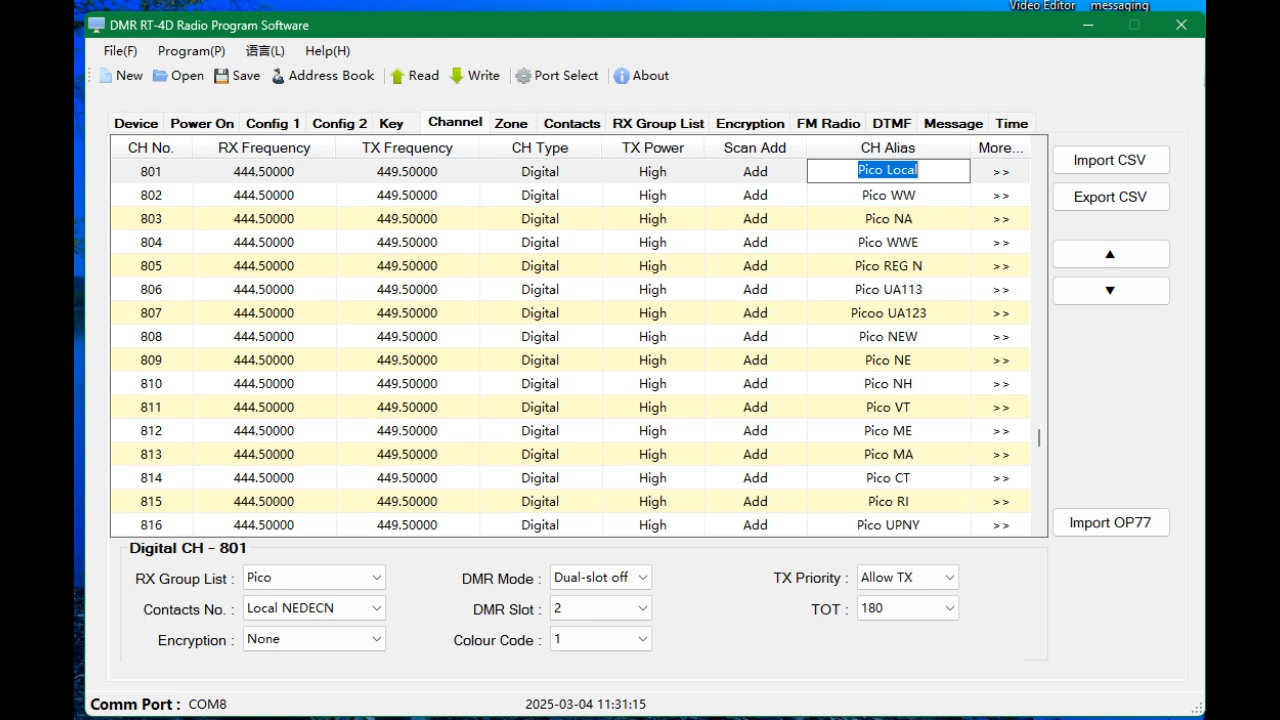 Video Editor messaging
DMR RT-4D Radio Program Software
File(F) Program(P) 语言(L) Help(H)
New Open Save Address Book Read Write Port Select About
Device Power On Config 1 Config 2 Key Channel Zone Contacts RX Group List Encryption FM Radio DTMF Message Time
CH No. RX Frequency TX Frequency CH Type TX Power Scan Add CH Alias More...
801 444.50000 449.50000 Digital High Add Pico Local >>
802 444.50000 449.50000 Digital High Add Pico WW >>
803 444.50000 449.50000 Digital High Add Pico NA >>
804 444.50000 449.50000 Digital High Add Pico WWE >>
805 444.50000 449.50000 Digital High Add Pico REG N >>
806 444.50000 449.50000 Digital High Add Pico UA113 >>
807 444.50000 449.50000 Digital High Add Picoo UA123 >>
808 444.50000 449.50000 Digital High Add Pico NEW >>
809 444.50000 449.50000 Digital High Add Pico NE >>
810 444.50000 449.50000 Digital High Add Pico NH >>
811 444.50000 449.50000 Digital High Add Pico VT >>
812 444.50000 449.50000 Digital High Add Pico ME >>
813 444.50000 449.50000 Digital High Add Pico MA >>
814 444.50000 449.50000 Digital High Add Pico CT >>
815 444.50000 449.50000 Digital High Add Pico RI >>
816 444.50000 449.50000 Digital High Add Pico UPNY >>
Import CSV
Export CSV
▲
▼
Import OP77
Digital CH - 801
RX Group List : Pico DMR Mode : Dual-slot off TX Priority : Allow TX
Contacts No. : Local NEDECN DMR Slot : 2 TOT : 180
Encryption : None Colour Code : 1
Comm Port : COM8 2025-03-04 11:31:15